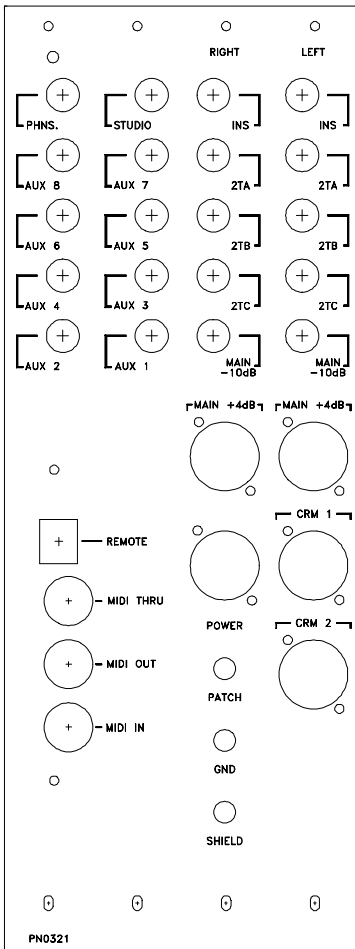 RIGHT LEFT
PHNS. STUDIO INS INS
AUX 8 AUX 7 2TA 2TA
AUX 6 AUX 5 2TB 2TB
AUX 4 AUX 3 2TC 2TC
AUX 2 AUX 1 MAIN MAIN
-10dB -10dB
MAIN +4dB MAIN +4dB
CRM 1
REMOTE
MIDI THRU
POWER CRM 2
MIDI OUT
PATCH
MIDI IN
GND
SHIELD
PN0321